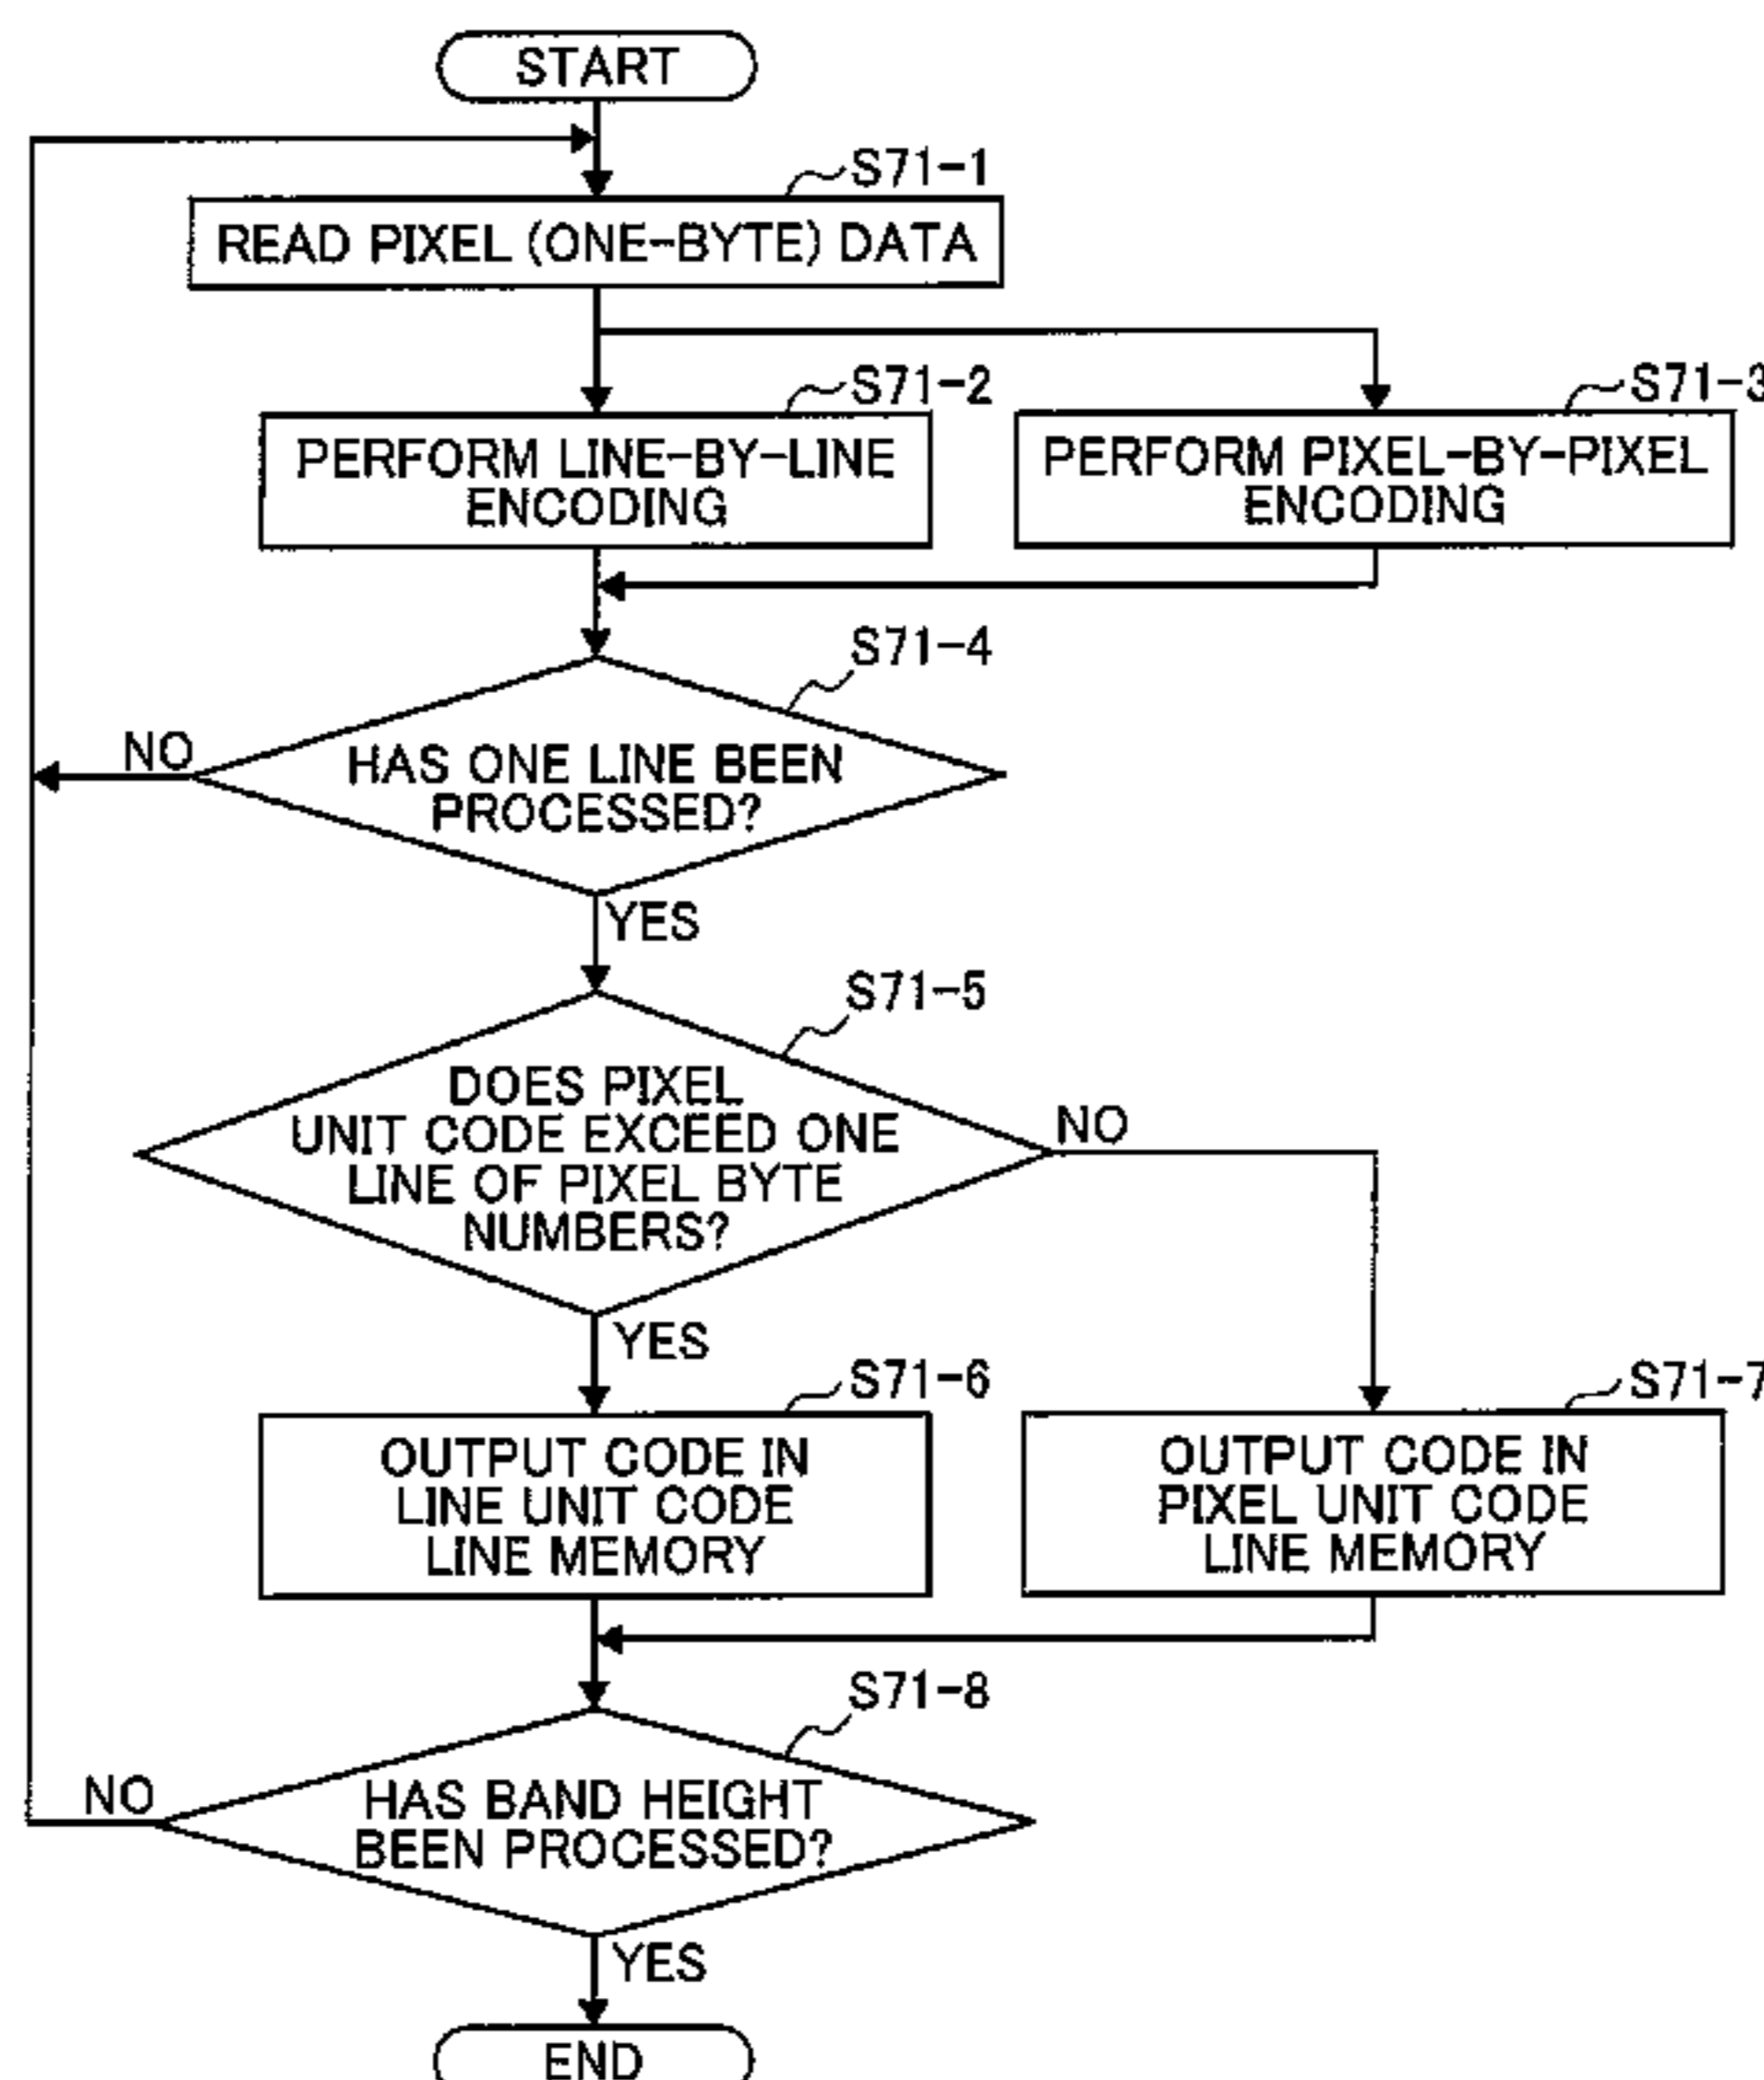 START
S71-1
READ PIXEL (ONE-BYTE) DATA
S71-2
S71-3
PERFORM LINE-BY-LINE
ENCODING
PERFORM PIXEL-BY-PIXEL
ENCODING
S71-4
NO
HAS ONE LINE BEEN
PROCESSED?
YES
S71-5
DOES PIXEL
UNIT CODE EXCEED ONE
LINE OF PIXEL BYTE
NUMBERS?
NO
YES
S71-6
S71-7
OUTPUT CODE IN
LINE UNIT CODE
LINE MEMORY
OUTPUT CODE IN
PIXEL UNIT CODE
LINE MEMORY
S71-8
NO
HAS BAND HEIGHT
BEEN PROCESSED?
YES
END